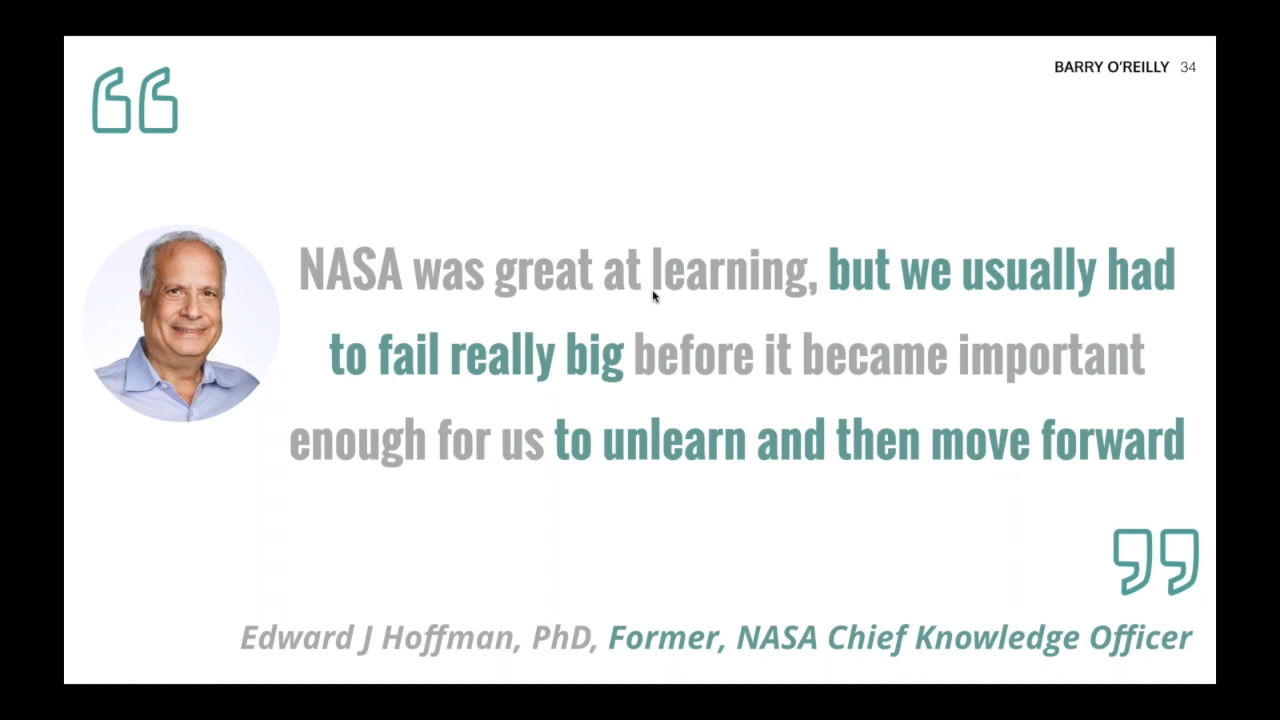 BARRY O'REILLY 34
“
NASA was great at learning, but we usually had
to fail really big before it became important
enough for us to unlearn and then move forward
”
Edward J Hoffman, PhD, Former, NASA Chief Knowledge Officer